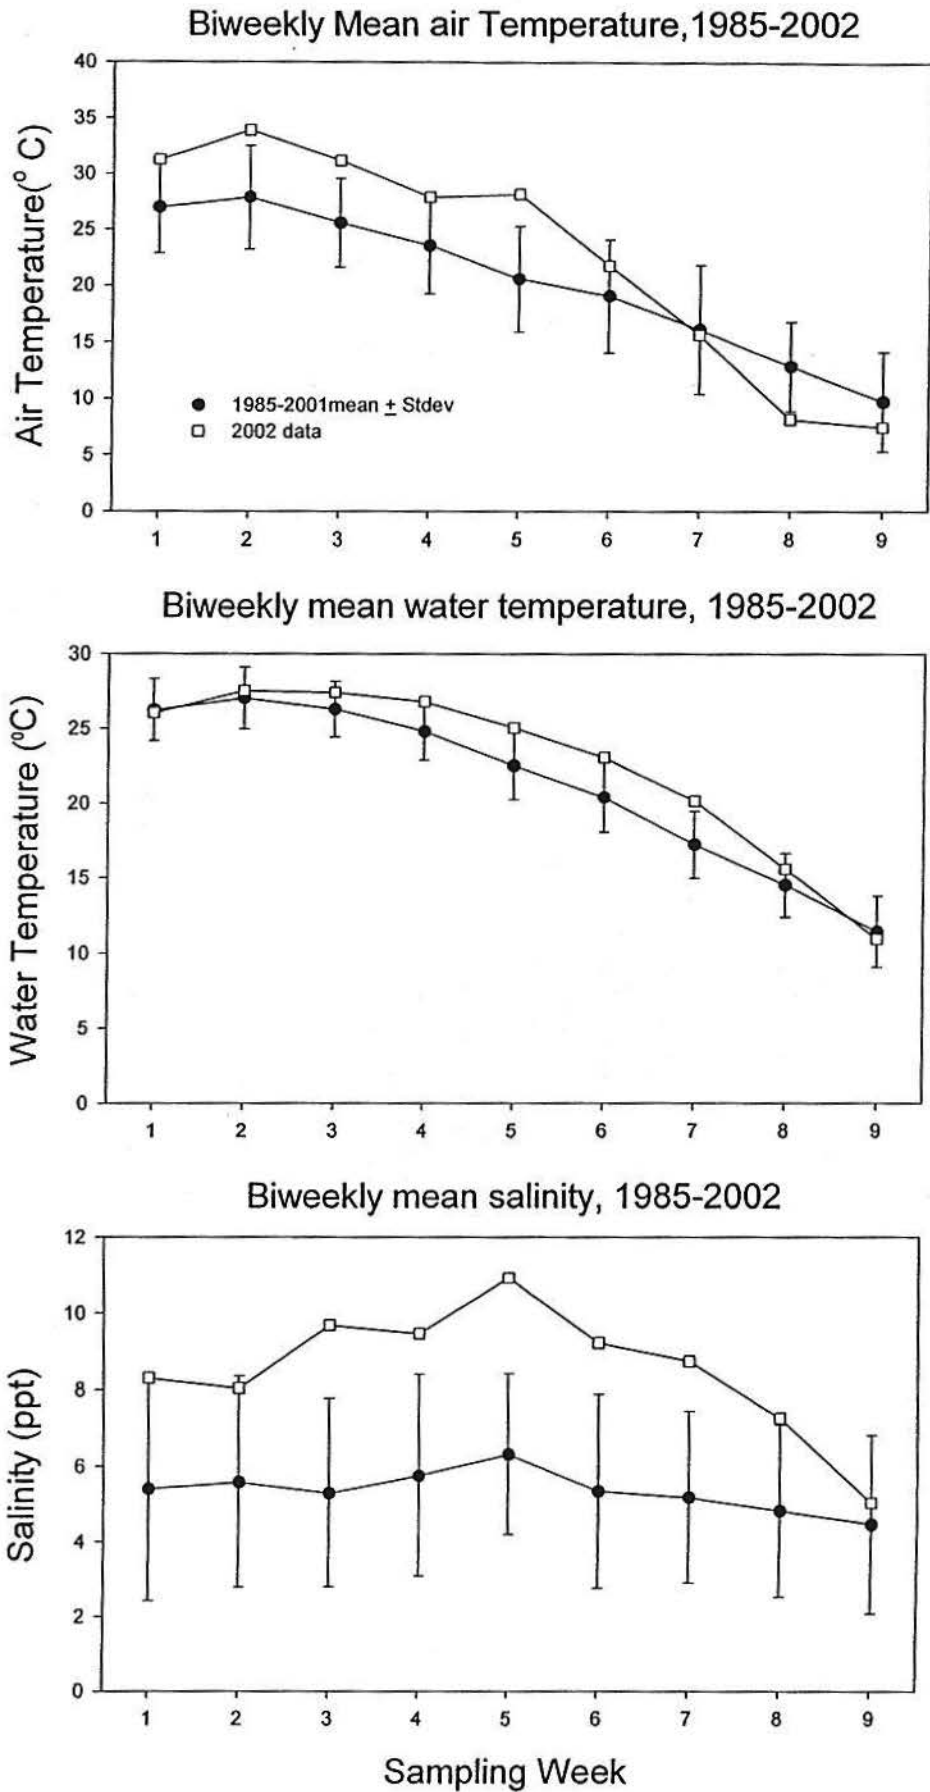 Biweekly Mean air Temperature,1985-2002
Air Temperature(° C)
40
35
30
25
20
15
10
5
0
1985-2001mean ± Stdev
2002 data
1 2 3 4 5 6 7 8 9
Biweekly mean water temperature, 1985-2002
Water Temperature (⁰C)
30
25
20
15
10
5
0
1 2 3 4 5 6 7 8 9
Biweekly mean salinity, 1985-2002
Salinity (ppt)
12
10
8
6
4
2
0
1 2 3 4 5 6 7 8 9
Sampling Week